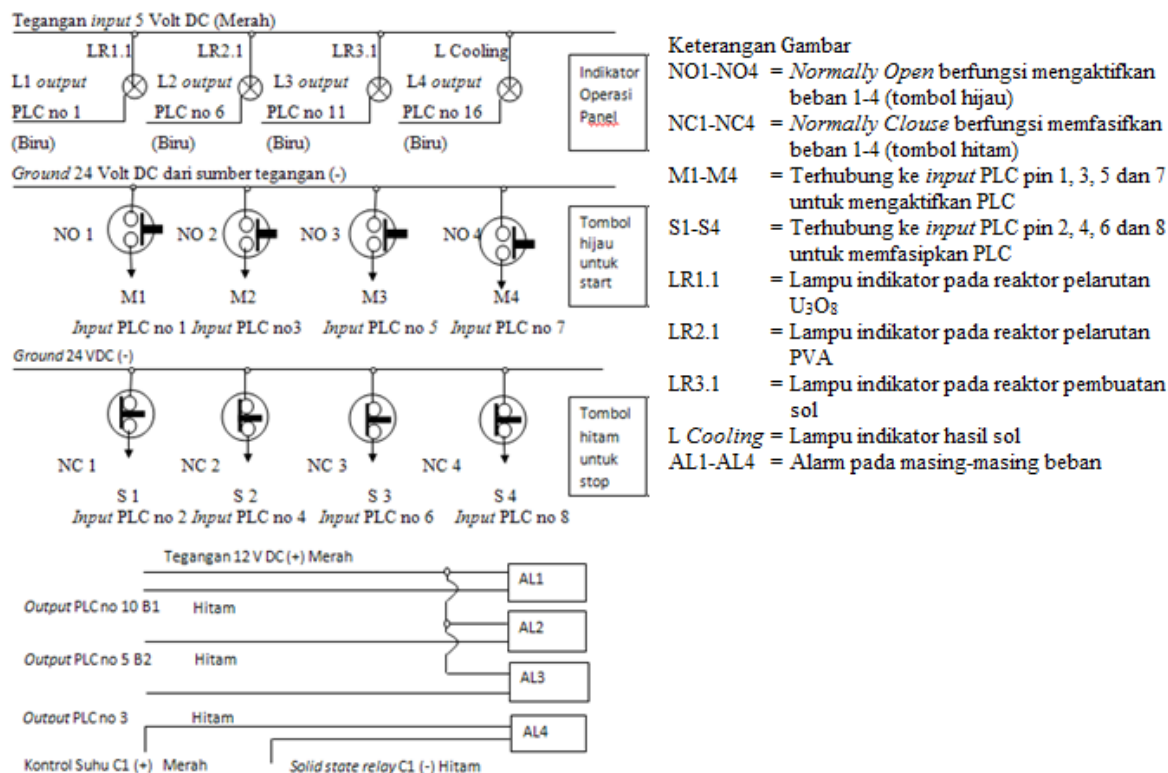 Tegangan input 5 Volt DC (Merah)
LR1.1 LR2.1 LR3.1 L Cooling
L1 output L2 output L3 output L4 output
PLC no 1 PLC no 6 PLC no 11 PLC no 16
(Biru) (Biru) (Biru) (Biru)
Indikator
Operasi
Panel
Ground 24 Volt DC dari sumber tegangan (-)
NO 1 NO 2 NO 3 NO 4
Tombol
hijau
untuk
start
M1 M2 M3 M4
Input PLC no 1 Input PLC no3 Input PLC no 5 Input PLC no 7
Ground 24 VDC (-)
Tombol
hitam
untuk
stop
NC 1 NC 2 NC 3 NC 4
S 1 S 2 S 3 S 4
Input PLC no 2 Input PLC no 4 Input PLC no 6 Input PLC no 8
Tegangan 12 V DC (+) Merah
AL1
Output PLC no 10 B1 Hitam
AL2
Output PLC no 5 B2 Hitam
AL3
Outout PLC no 3 Hitam
AL4
Kontrol Suhu C1 (+) Merah Solid state relay C1 (-) Hitam
Keterangan Gambar
NO1-NO4 = Normally Open berfungsi mengaktifkan
beban 1-4 (tombol hijau)
NC1-NC4 = Normally Clouse berfungsi memfasifkan
beban 1-4 (tombol hitam)
M1-M4 = Terhubung ke input PLC pin 1, 3, 5 dan 7
untuk mengaktifkan PLC
S1-S4 = Terhubung ke input PLC pin 2, 4, 6 dan 8
untuk memfasipkan PLC
LR1.1 = Lampu indikator pada reaktor pelarutan
U₃O₈
LR2.1 = Lampu indikator pada reaktor pelarutan
PVA
LR3.1 = Lampu indikator pada reaktor pembuatan
sol
L Cooling = Lampu indikator hasil sol
AL1-AL4 = Alarm pada masing-masing beban